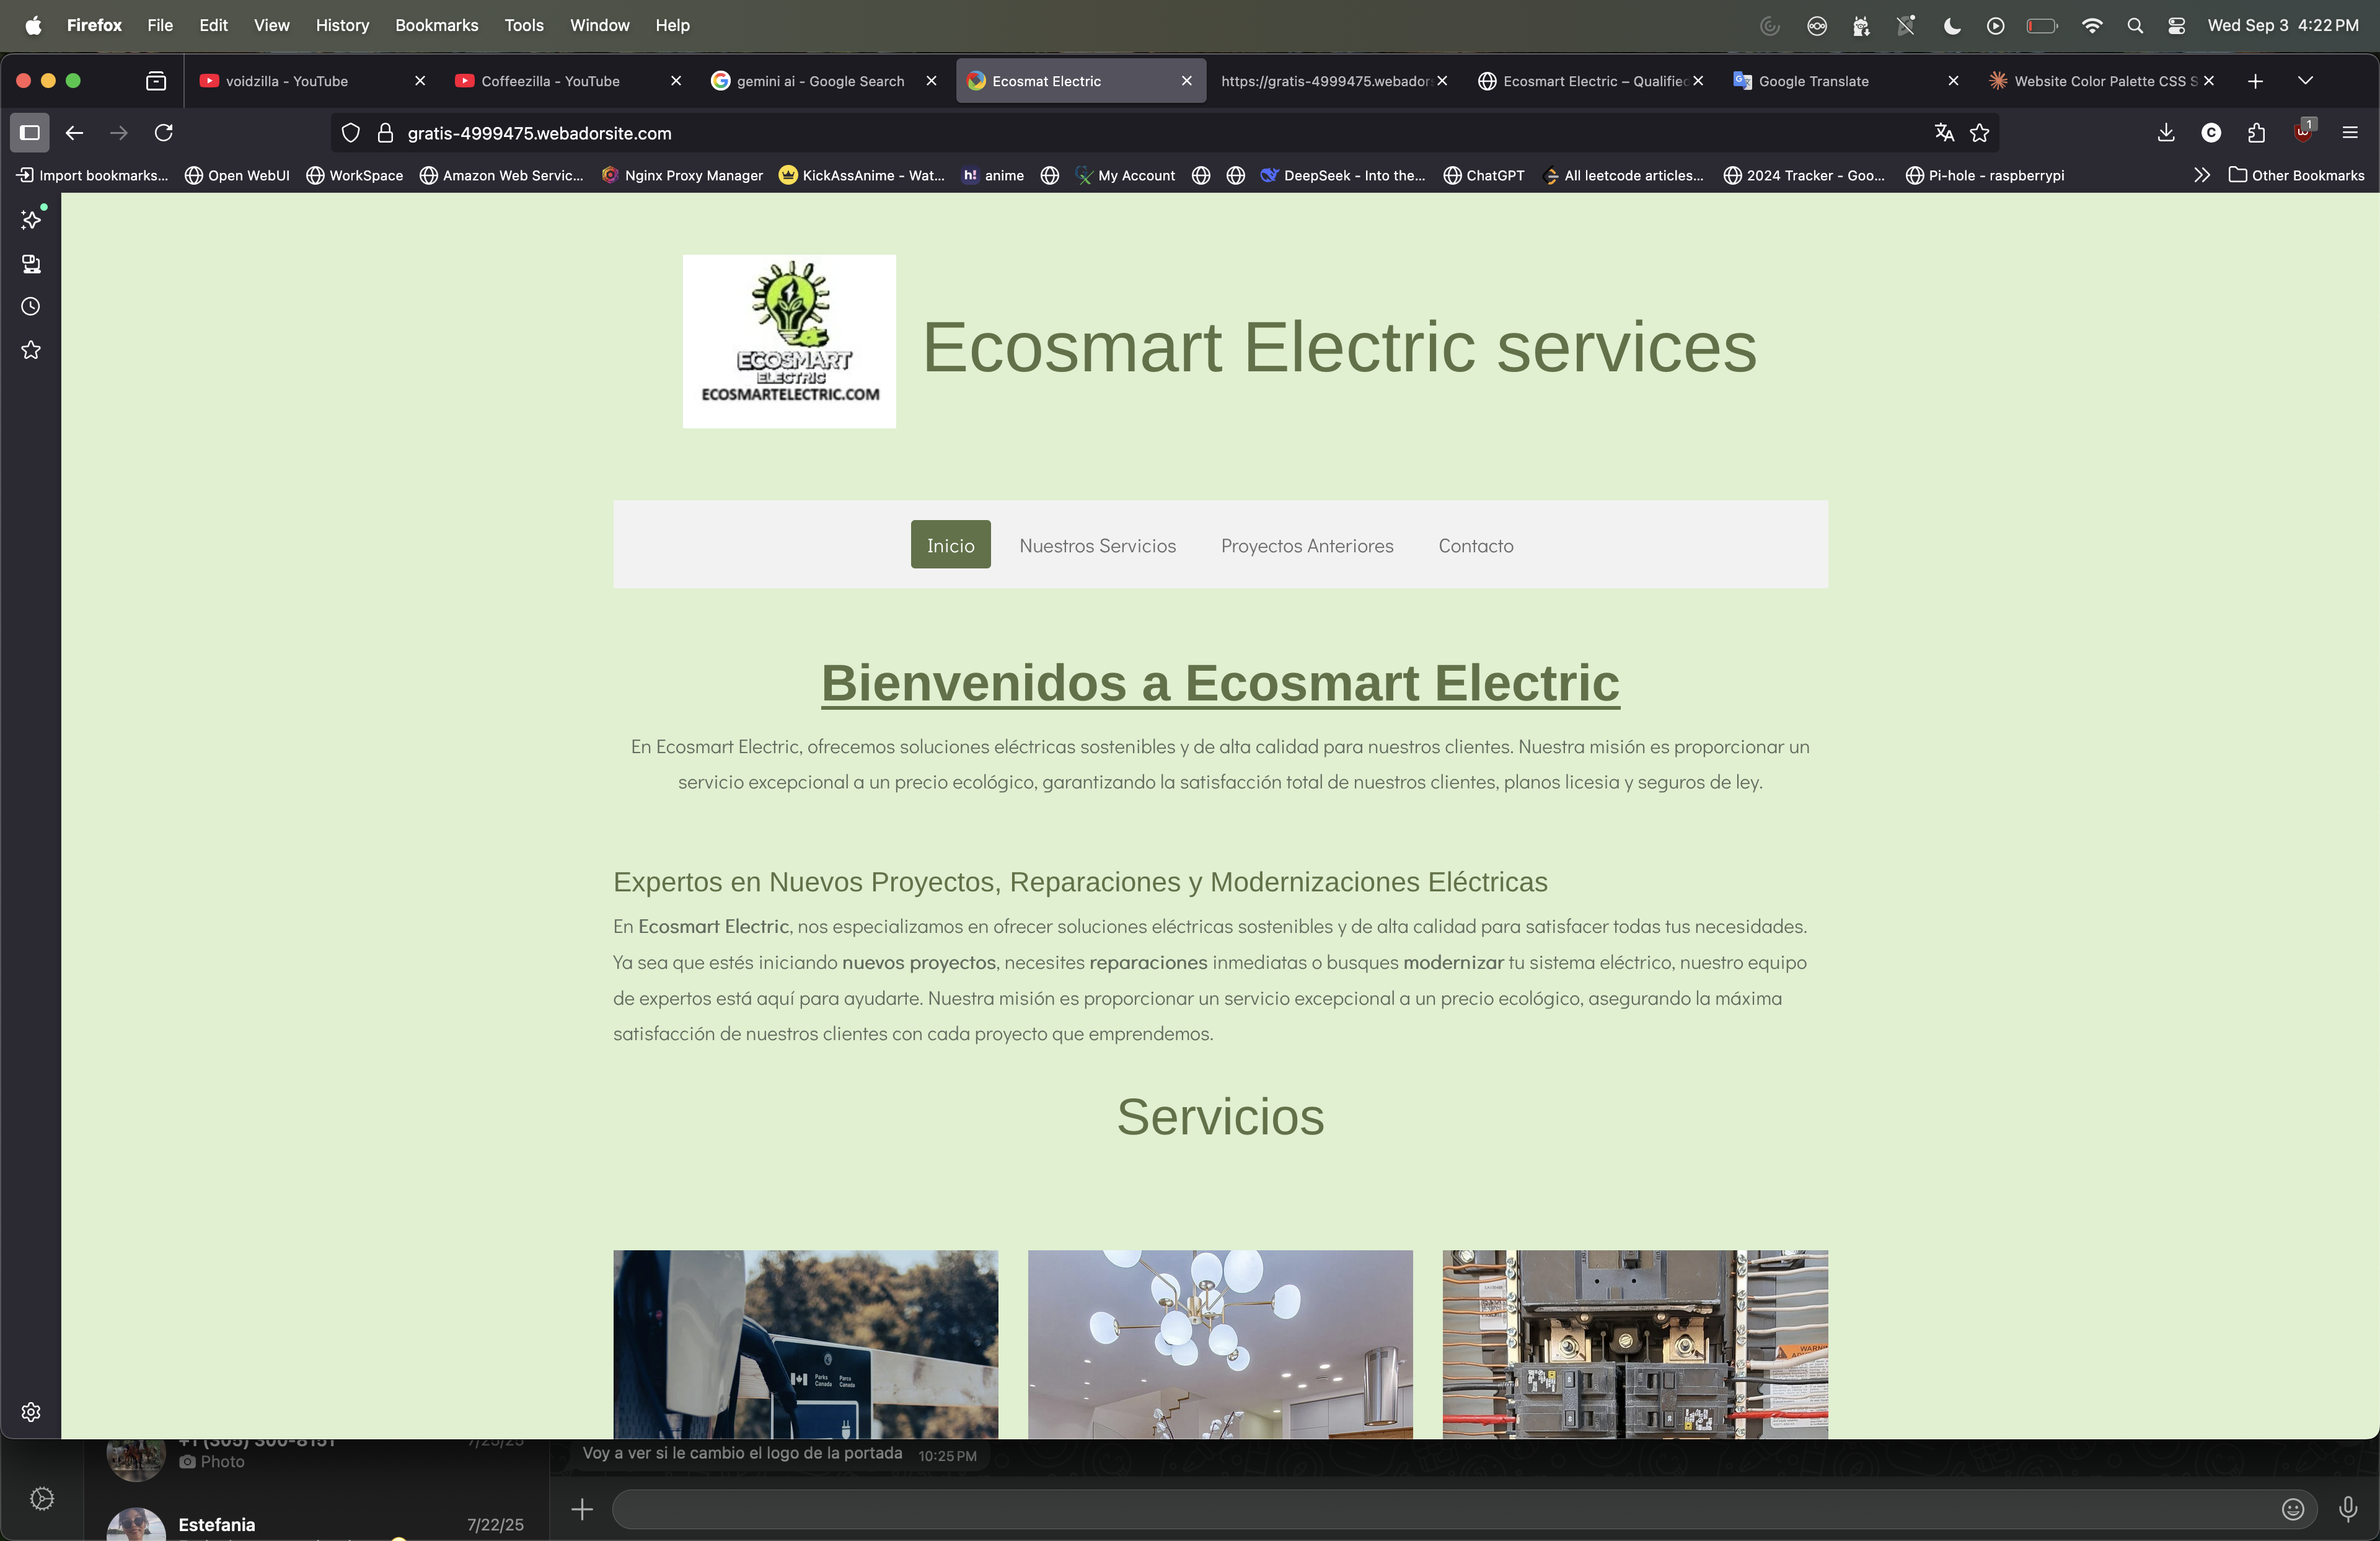 Firefox File Edit View History Bookmarks Tools Window Help Wed Sep 3 4:22 PM
voidzilla - YouTube Coffeezilla - YouTube gemini ai - Google Search Ecosmat Electric https://gratis-4999475.webador Ecosmart Electric – Qualified Google Translate Website Color Palette CSS S
gratis-4999475.webadorsite.com 1
Import bookmarks... Open WebUI WorkSpace Amazon Web Servic... Nginx Proxy Manager KickAssAnime - Wat... h! anime My Account DeepSeek - Into the... ChatGPT All leetcode articles... 2024 Tracker - Goo... Pi-hole - raspberrypi Other Bookmarks
ECOSMART
ELECTRIC
ECOSMARTELECTRIC.COM
Ecosmart Electric services
Inicio Nuestros Servicios Proyectos Anteriores Contacto
Bienvenidos a Ecosmart Electric
En Ecosmart Electric, ofrecemos soluciones eléctricas sostenibles y de alta calidad para nuestros clientes. Nuestra misión es proporcionar un
servicio excepcional a un precio ecológico, garantizando la satisfacción total de nuestros clientes, planos licesia y seguros de ley.
Expertos en Nuevos Proyectos, Reparaciones y Modernizaciones Eléctricas
En Ecosmart Electric, nos especializamos en ofrecer soluciones eléctricas sostenibles y de alta calidad para satisfacer todas tus necesidades.
Ya sea que estés iniciando nuevos proyectos, necesites reparaciones inmediatas o busques modernizar tu sistema eléctrico, nuestro equipo
de expertos está aquí para ayudarte. Nuestra misión es proporcionar un servicio excepcional a un precio ecológico, asegurando la máxima
satisfacción de nuestros clientes con cada proyecto que emprendemos.
Servicios
Parks Parcs
Canada Canada
Voy a ver si le cambio el logo de la portada 10:25 PM
Photo
Estefania 7/22/25